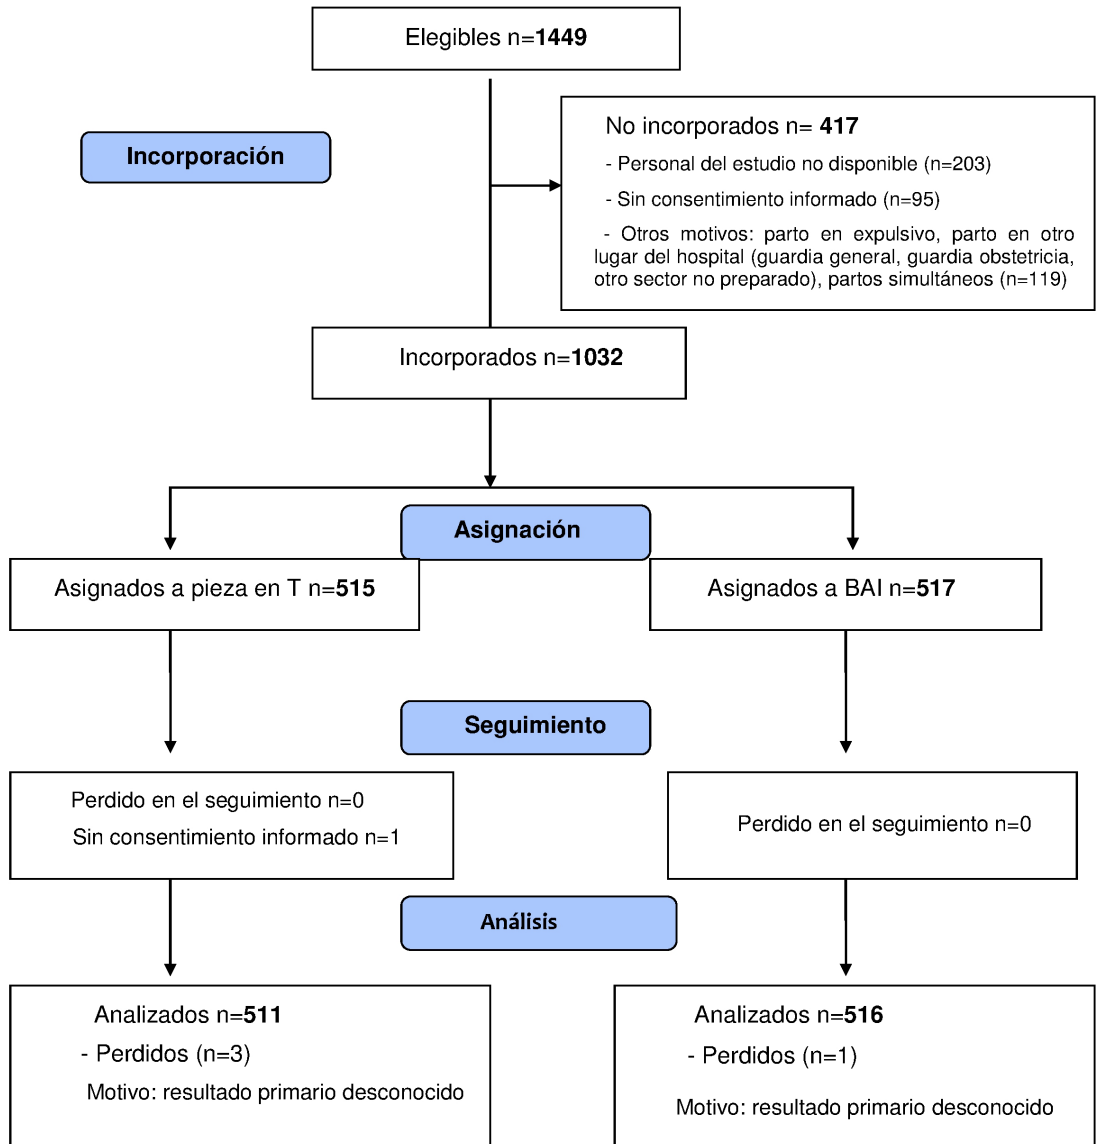 Elegibles n=1449
No incorporados n= 417
- Personal del estudio no disponible (n=203)
- Sin consentimiento informado (n=95)
- Otros motivos: parto en expulsivo, parto en otro
lugar del hospital (guardia general, guardia obstetricia,
otro sector no preparado), partos simultáneos (n=119)
Incorporación
Incorporados n=1032
Asignación
Asignados a pieza en T n=515
Asignados a BAI n=517
Seguimiento
Perdido en el seguimiento n=0
Sin consentimiento informado n=1
Perdido en el seguimiento n=0
Análisis
Analizados n=511
- Perdidos (n=3)
Motivo: resultado primario desconocido
Analizados n=516
- Perdidos (n=1)
Motivo: resultado primario desconocido